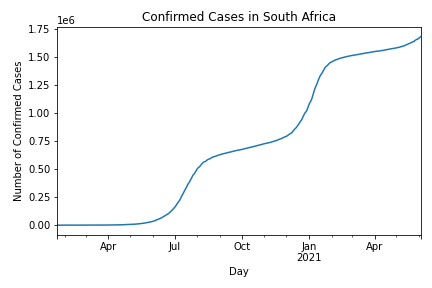 Confirmed Cases in South Africa
1e6
1.75
1.50
1.25
1.00
0.75
0.50
0.25
0.00
Number of Confirmed Cases
Apr Jul Oct Jan Apr
2021
Day